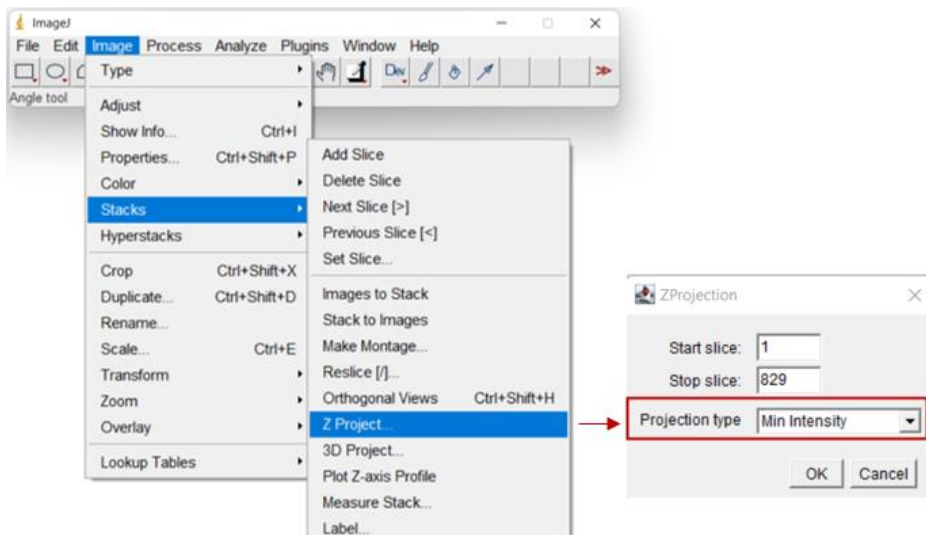 ImageJ
File Edit Image Process Analyze Plugins Window Help
Dev
Angle tool
Type
Adjust
Show Info... Ctrl+I
Properties... Ctrl+Shift+P
Color
Stacks
Hyperstacks
Crop Ctrl+Shift+X
Duplicate... Ctrl+Shift+D
Rename...
Scale... Ctrl+E
Transform
Zoom
Overlay
Lookup Tables
Add Slice
Delete Slice
Next Slice [>]
Previous Slice [<]
Set Slice...
Images to Stack
Stack to Images
Make Montage...
Reslice [/]...
Orthogonal Views Ctrl+Shift+H
Z Project...
3D Project...
Plot Z-axis Profile
Measure Stack...
Label...
ZProjection
Start slice: 1
Stop slice: 829
Projection type Min Intensity
OK Cancel